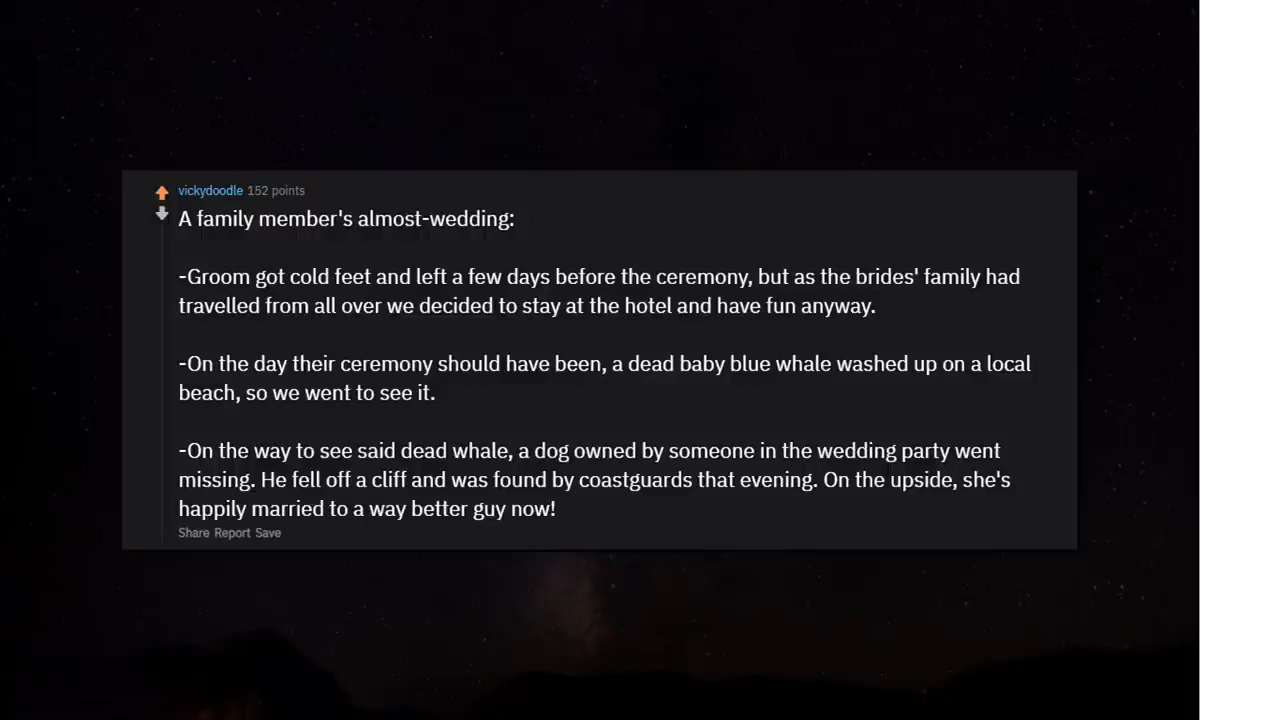 vickydoodle 152 points
A family member's almost-wedding:
-Groom got cold feet and left a few days before the ceremony, but as the brides' family had
travelled from all over we decided to stay at the hotel and have fun anyway.
-On the day their ceremony should have been, a dead baby blue whale washed up on a local
beach, so we went to see it.
-On the way to see said dead whale, a dog owned by someone in the wedding party went
missing. He fell off a cliff and was found by coastguards that evening. On the upside, she's
happily married to a way better guy now!
Share Report Save